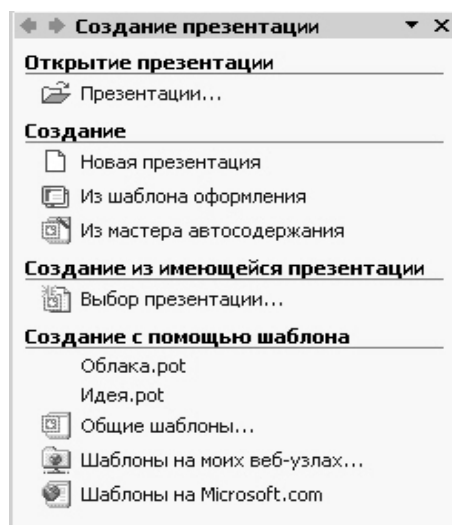 Создание презентации
Открытие презентации
Презентации...
Создание
Новая презентация
Из шаблона оформления
Из мастера автосодержания
Создание из имеющейся презентации
Выбор презентации...
Создание с помощью шаблона
Облака.pot
Идея.pot
Общие шаблоны...
Шаблоны на моих веб-узлах...
Шаблоны на Microsoft.com